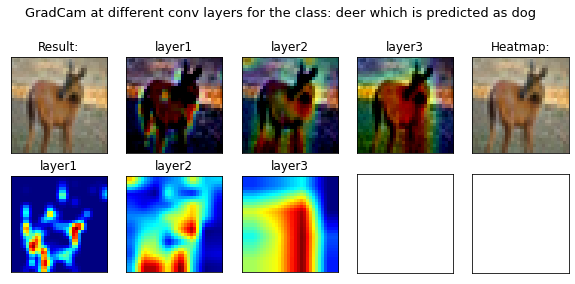 GradCam at different conv layers for the class: deer which is predicted as dog
Result:
layer1
layer2
layer3
Heatmap:
layer1
layer2
layer3